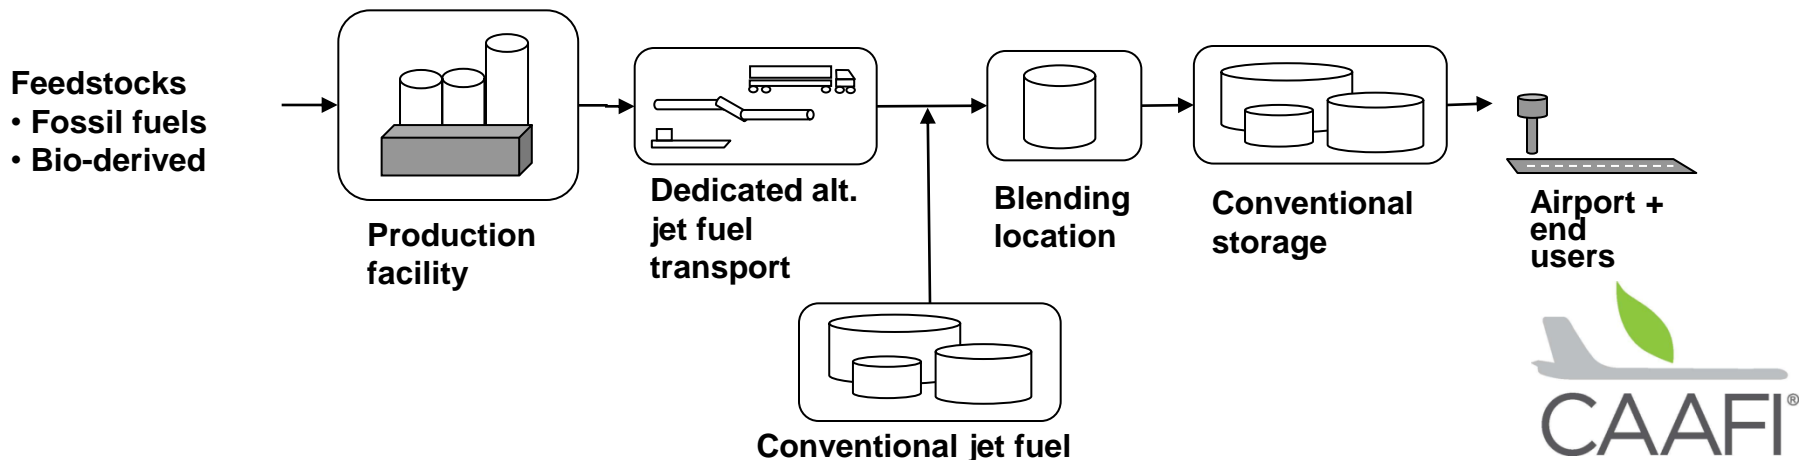 Feedstocks
• Fossil fuels
• Bio-derived
Production
facility
Dedicated alt.
jet fuel
transport
Blending
location
Conventional
storage
Airport +
end
users
Conventional jet fuel
CAAFI®